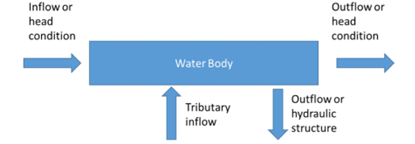 Inflow or
head
condition
Outflow or
head
condition
Water Body
Tributary
inflow
Outflow or
hydraulic
structure